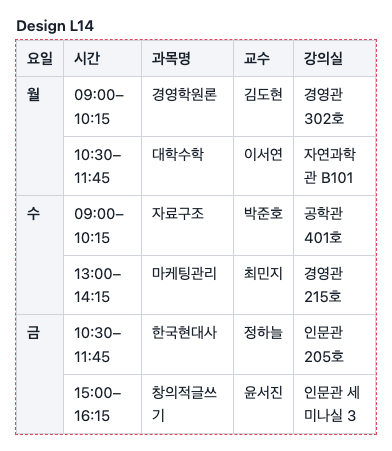 Design L14
요일 시간 과목명 교수 강의실
월 09:00– 경영학원론 김도현 경영관
10:15 302호
10:30– 대학수학 이서연 자연과학
11:45 관 B101
수 09:00– 자료구조 박준호 공학관
10:15 401호
13:00– 마케팅관리 최민지 경영관
14:15 215호
금 10:30– 한국현대사 정하늘 인문관
11:45 205호
15:00– 창의적글쓰 윤서진 인문관 세
16:15 기 미나실 3